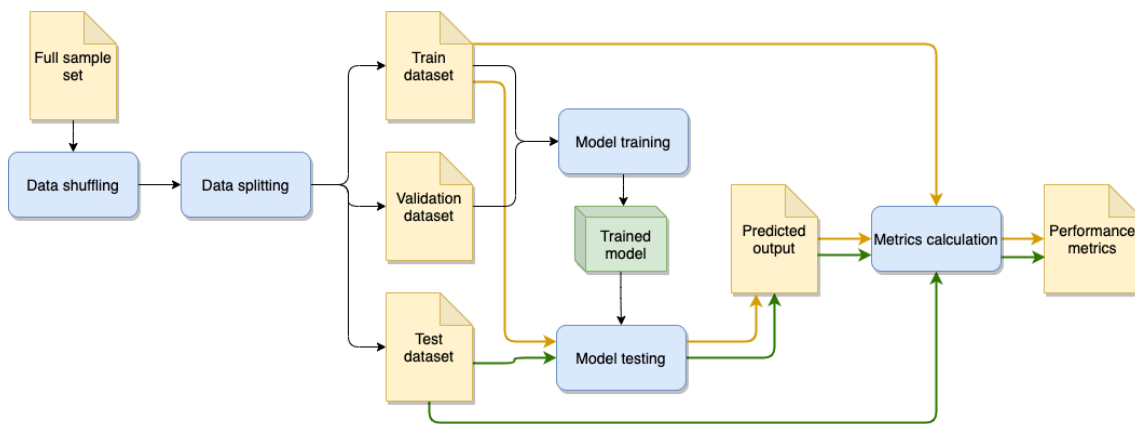 Full sample
set
Data shuffling
Data splitting
Train
dataset
Validation
dataset
Test
dataset
Model training
Trained
model
Model testing
Predicted
output
Metrics calculation
Performance
metrics